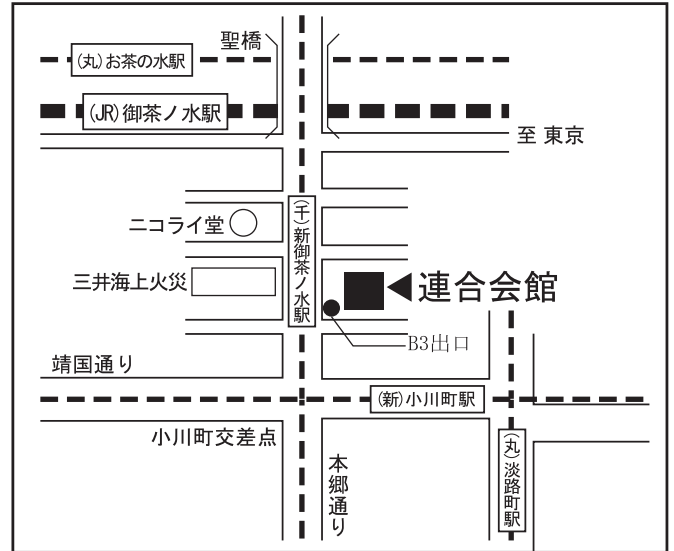 聖橋
(丸)お茶の水駅
(JR)御茶ノ水駅
至 東京
ニコライ堂
(千)新御茶ノ水駅
三井海上火災
連合会館
B3出口
靖国通り
(新)小川町駅
小川町交差点
本郷通り
(丸)淡路町駅